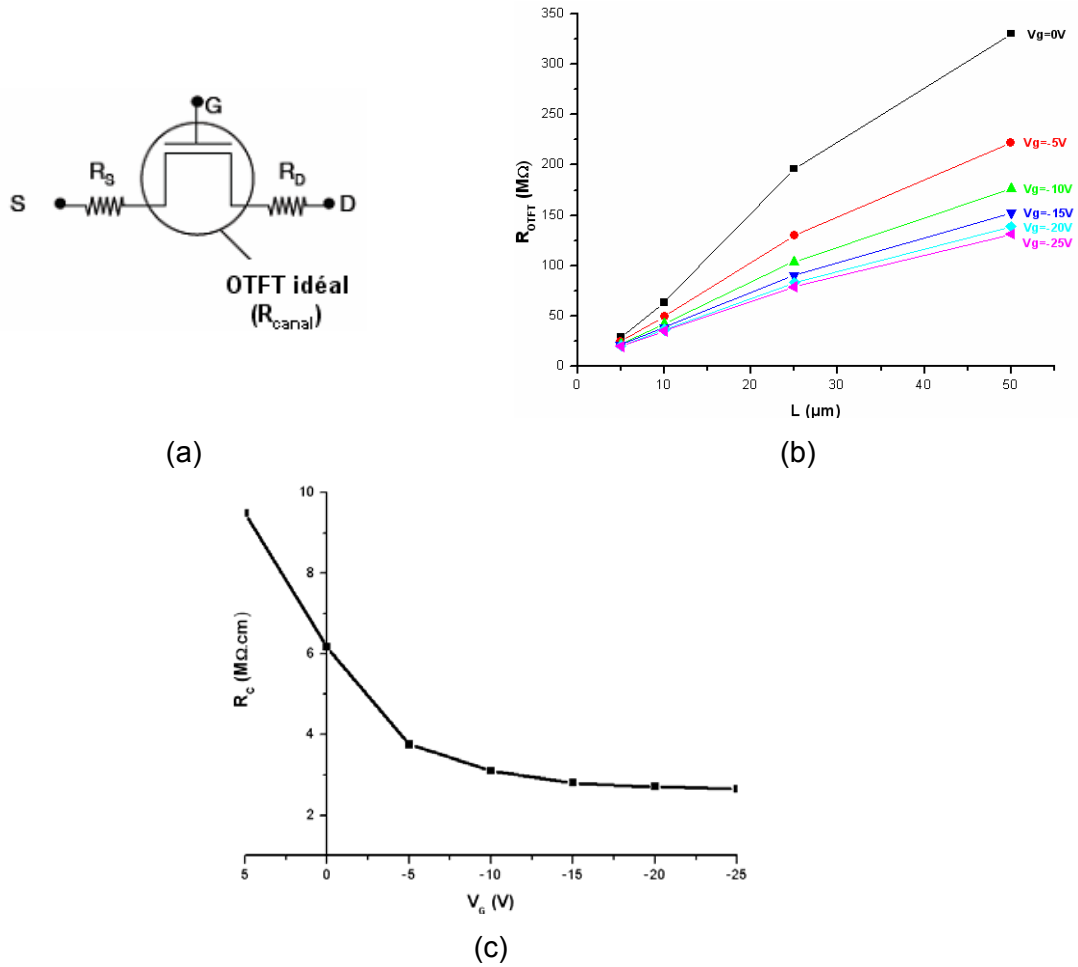 G
R_S
R_D
S
D
OTFT idéal
(R_canal)
(a)
R_OTFT (MΩ)
350
300
250
200
150
100
50
0
0 10 20 30 40 50
L (µm)
Vg=0V
Vg=-5V
Vg=-10V
Vg=-15V
Vg=-20V
Vg=-25V
(b)
R_C (MΩ.cm)
10
8
6
4
2
5 0 -5 -10 -15 -20 -25
V_G (V)
(c)